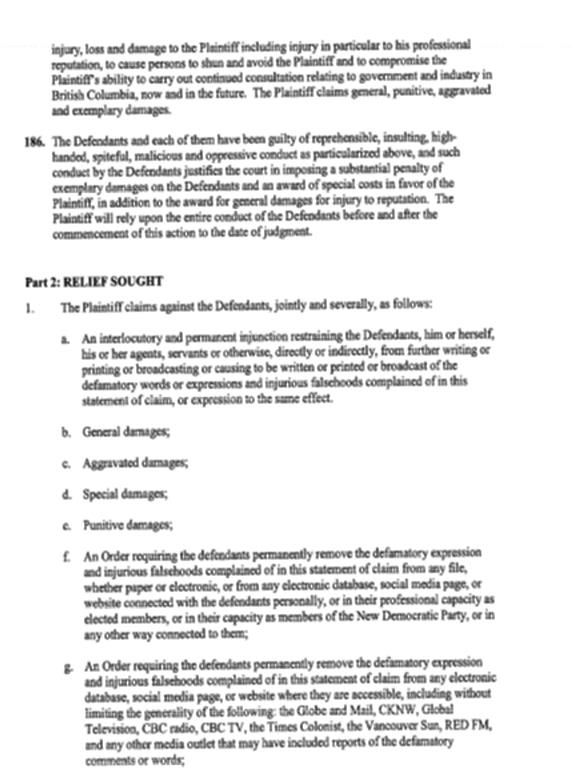 injury, loss and damage to the Plaintiff including injury in particular to his professional
reputation, to cause persons to shun and avoid the Plaintiff and to compromise the
Plaintiff's ability to carry out continued consultation relating to government and industry in
British Columbia, now and in the future. The Plaintiff claims general, punitive, aggravated
and exemplary damages.
186. The Defendants and each of them have been guilty of reprehensible, insulting, high-
handed, spiteful, malicious and oppressive conduct as particularized above, and such
conduct by the Defendants justifies the court in imposing a substantial penalty of
exemplary damages on the Defendants and an award of special costs in favor of the
Plaintiff, in addition to the award for general damages for injury to reputation. The
Plaintiff will rely upon the entire conduct of the Defendants before and after the
commencement of this action to the date of judgment.
Part 2: RELIEF SOUGHT
1. The Plaintiff claims against the Defendants, jointly and severally, as follows:
a. An interlocutory and permanent injunction restraining the Defendants, him or herself,
his or her agents, servants or otherwise, directly or indirectly, from further writing or
printing or broadcasting or causing to be written or printed or broadcast of the
defamatory words or expressions and injurious falsehoods complained of in this
statement of claim, or expression to the same effect.
b. General damages;
c. Aggravated damages;
d. Special damages;
e. Punitive damages;
f. An Order requiring the defendants permanently remove the defamatory expression
and injurious falsehoods complained of in this statement of claim from any file,
whether paper or electronic, or from any electronic database, social media page, or
website connected with the defendants personally, or in their professional capacity as
elected members, or in their capacity as members of the New Democratic Party, or in
any other way connected to them;
g. An Order requiring the defendants permanently remove the defamatory expression
and injurious falsehoods complained of in this statement of claim from any electronic
database, social media page, or website where they are accessible, including without
limiting the generality of the following: the Globe and Mail, CKNW, Global
Television, CBC radio, CBC TV, the Times Colonist, the Vancouver Sun, RED FM,
and any other media outlet that may have included reports of the defamatory
comments or words;